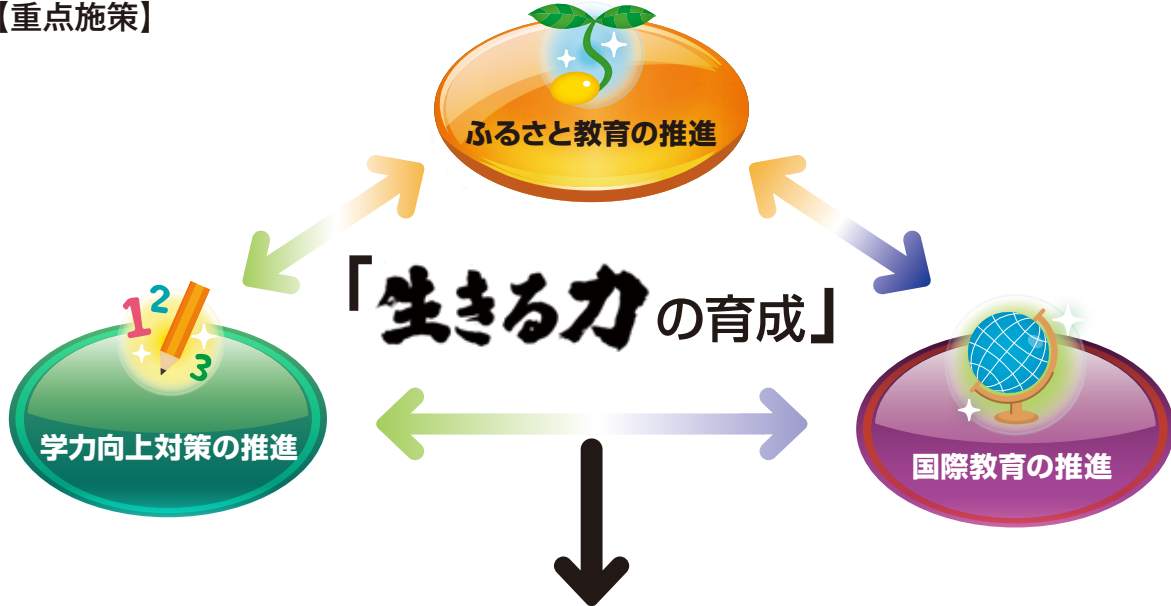 【重点施策】
ふるさと教育の推進
「生きる力の育成」
1
2
3
学力向上対策の推進
国際教育の推進